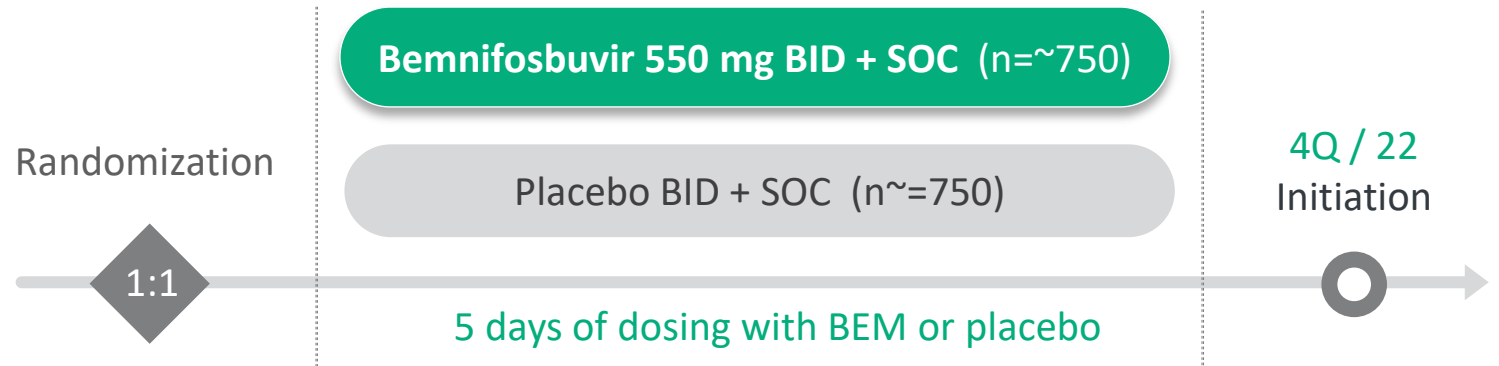 Bemnifosbuvir 550 mg BID + SOC (n=~750)
Randomization
Placebo BID + SOC (n~=750)
4Q / 22
Initiation
1:1
5 days of dosing with BEM or placebo